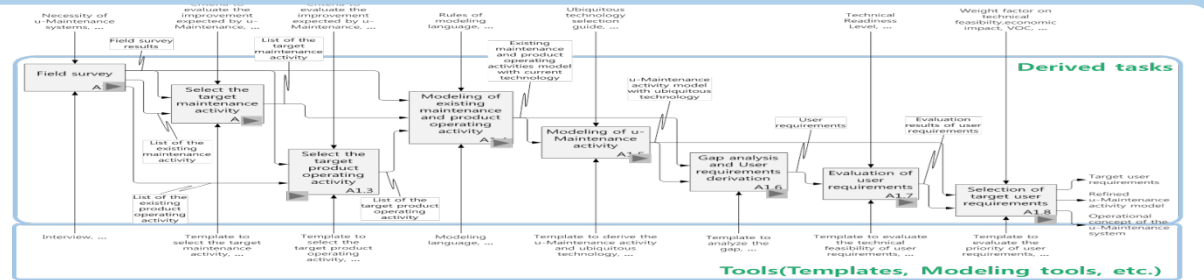 Necessity of
u-Maintenance
systems, ...
Criteria to
evaluate the
improvement
expected by u-
Maintenance, ...
evaluate the
improvement
expected by u-
Maintenance, ...
Rules of
modeling
language, ...
Ubiquitous
technology
selection
guide, ...
Technical
Readiness
Level, ...
Weight factor on
technical
feasibilty,economic
impact, VOC, ...
Field survey
results
List of the
target
maintenance
activity
Existing
maintenance
and product
operating
activities model
with current
technology
Derived tasks
Field survey
A
Select the
target
maintenance
activity
A
Modeling of
existing
maintenance
and product
operating
activity
u-Maintenance
activity model
with ubiquitous
technology
User
requirements
Evaluation
results of user
requirements
List of the
existing
maintenance
activity
Select the
target
product
operating
activity
A1.3
Modeling of u-
Maintenance
activity
A1.5
Gap analysis
and User
requirements
derivation
A1.6
Evaluation of
user
requirements
A1.7
Selection of
target user
requirements
A1.8
Target user
requirements
Refined
u-Maintenance
activity model
Operational
concept of the
u-Maintenance
system
List of the
existing
product
operating
activity
List of the
target product
operating
activity
Interview, ...
Template to
select the target
maintenance
activity, ...
Template to
select the
target product
operating
activity, ...
Modeling
language, ...
Template to derive the
u-Maintenance activity
and ubiquitous
technology, ...
Template to
analyze the
gap, ...
Template to evaluate
the technical
feasibility of user
requirements, ...
Template to
evaluate the
priority of user
requirements, ...
Tools(Templates, Modeling tools, etc.)